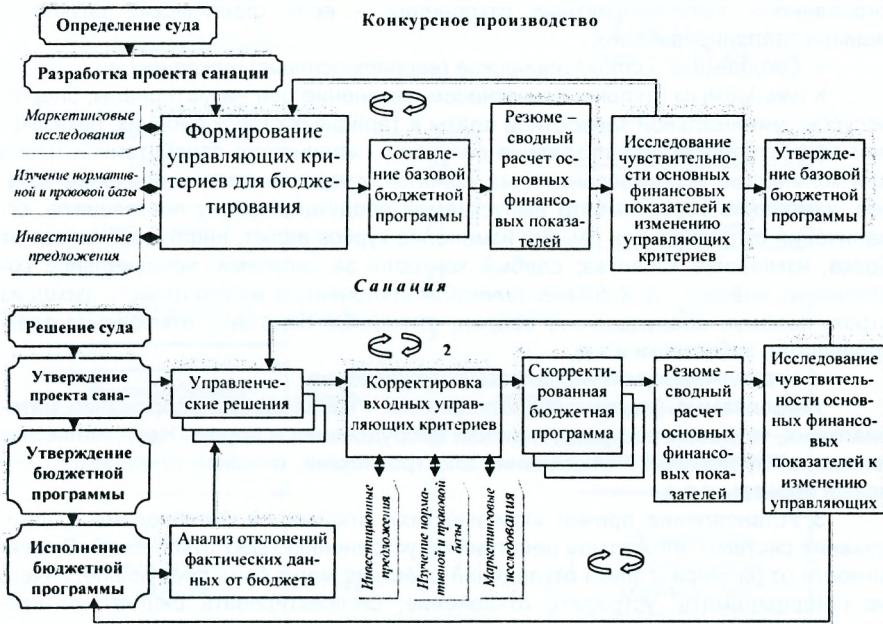 Конкурсное производство
Определение суда
Разработка проекта санации
Маркетинговые
исследования
Изучение норматив-
ной и правовой базы
Инвестиционные
предложения
Формирование
управляющих кри-
териев для бюдже-
тирования
Составле-
ние базовой
бюджетной
программы
Резюме –
сводный
расчет ос-
новных
финансо-
вых показа-
телей
Исследование
чувствительно-
сти основных
финансовых
показателей к
изменению
управляющих
критериев
Утвержде-
ние базовой
бюджетной
программы
Санация
Решение суда
Утверждение
проекта сана-
Утверждение
бюджетной
программы
Исполнение
бюджетной
программы
Управленче-
ские решения
Анализ отклонений
фактических дан-
ных от бюджета
2
Корректировка
входных управ-
ляющих критериев
Инвестиционные
предложения
Изучение норма-
тивной и правовой
базы
Маркетинговые
исследования
Скорректи-
рованная
бюджетная
программа
Резюме –
сводный
расчет
основных
финансо-
вых пока-
зателей
Исследование
чувствительно-
сти основ-
ных финансо-
вых
показателей к
изменению
управляющих